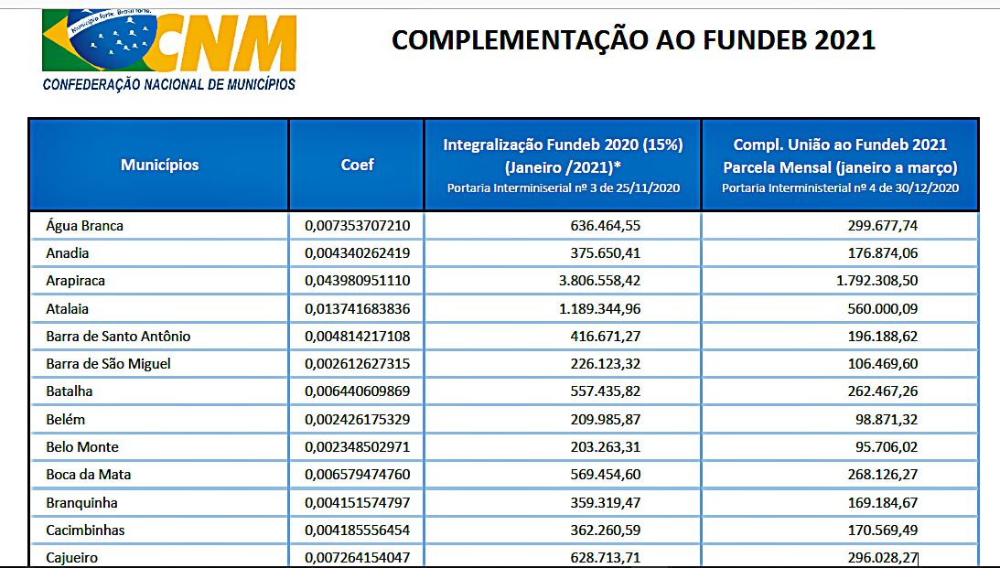 Município forte, Brasil forte.
CNM
CONFEDERAÇÃO NACIONAL DE MUNICÍPIOS
COMPLEMENTAÇÃO AO FUNDEB 2021
Municípios Coef Integralização Fundeb 2020 (15%) (Janeiro /2021)* Portaria Interminiserial nº 3 de 25/11/2020 Compl. União ao Fundeb 2021 Parcela Mensal (janeiro a março) Portaria Interministerial nº 4 de 30/12/2020
Água Branca 0,007353707210 636.464,55 299.677,74
Anadia 0,004340262419 375.650,41 176.874,06
Arapiraca 0,043980951110 3.806.558,42 1.792.308,50
Atalaia 0,013741683836 1.189.344,96 560.000,09
Barra de Santo Antônio 0,004814217108 416.671,27 196.188,62
Barra de São Miguel 0,002612627315 226.123,32 106.469,60
Batalha 0,006440609869 557.435,82 262.467,26
Belém 0,002426175329 209.985,87 98.871,32
Belo Monte 0,002348502971 203.263,31 95.706,02
Boca da Mata 0,006579474760 569.454,60 268.126,27
Branquinha 0,004151574797 359.319,47 169.184,67
Cacimbinhas 0,004185556454 362.260,59 170.569,49
Cajueiro 0,007264154047 628.713,71 296.028,27